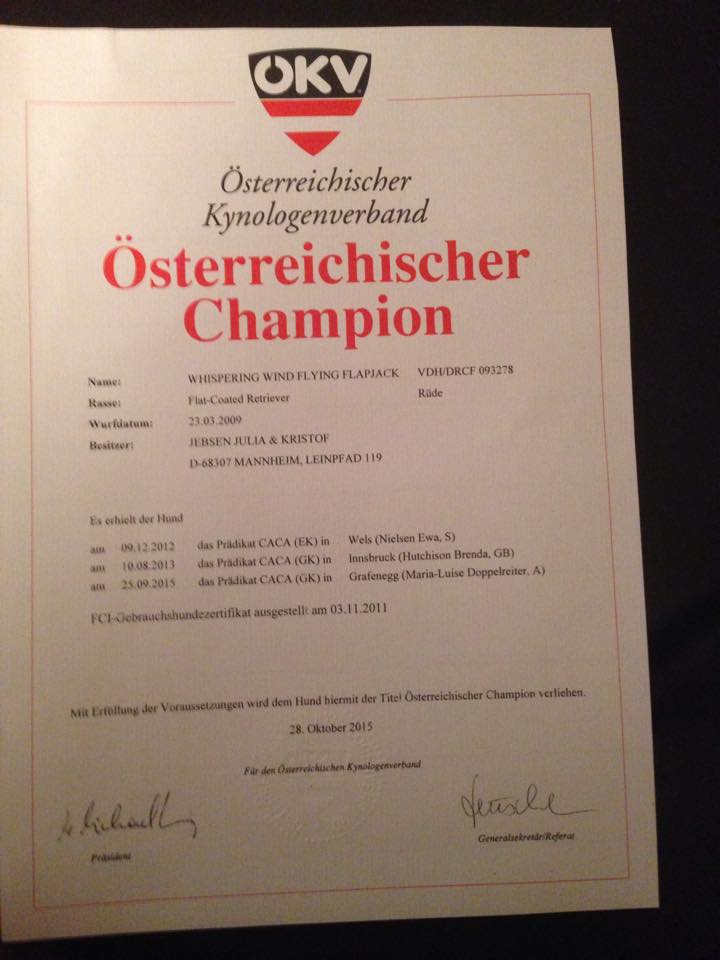 ÖKV
Österreichischer
Kynologenverband
Österreichischer
Champion
Name: WHISPERING WIND FLYING FLAPJACK VDH/DRCF 093278
Rasse: Flat-Coated Retriever Rüde
Wurfdatum: 23.03.2009
Besitzer: JEBSEN JULIA & KRISTOF
D-68307 MANNHEIM, LEINPFAD 119
Es erhielt der Hund
am 09.12.2012 das Prädikat CACA (EK) in Wels (Nielsen Ewa, S)
am 10.08.2013 das Prädikat CACA (GK) in Innsbruck (Hutchison Brenda, GB)
am 25.09.2015 das Prädikat CACA (GK) in Grafenegg (Maria-Luise Doppelreiter, A)
FCI-Gebrauchshundezertifikat ausgestellt am 03.11.2011
Mit Erfüllung der Voraussetzungen wird dem Hund hiermit der Titel Österreichischer Champion verliehen.
28. Oktober 2015
Für den Österreichischen Kynologenverband
Präsident
Generalsekretär/Referat